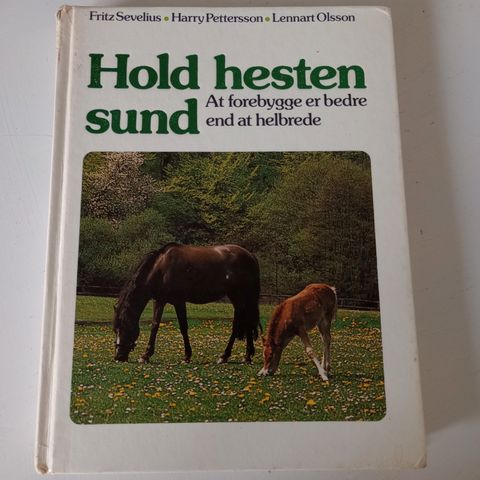 Fritz Sevelius • Harry Pettersson • Lennart Olsson
Hold hesten
sund
At forebygge er bedre
end at helbrede